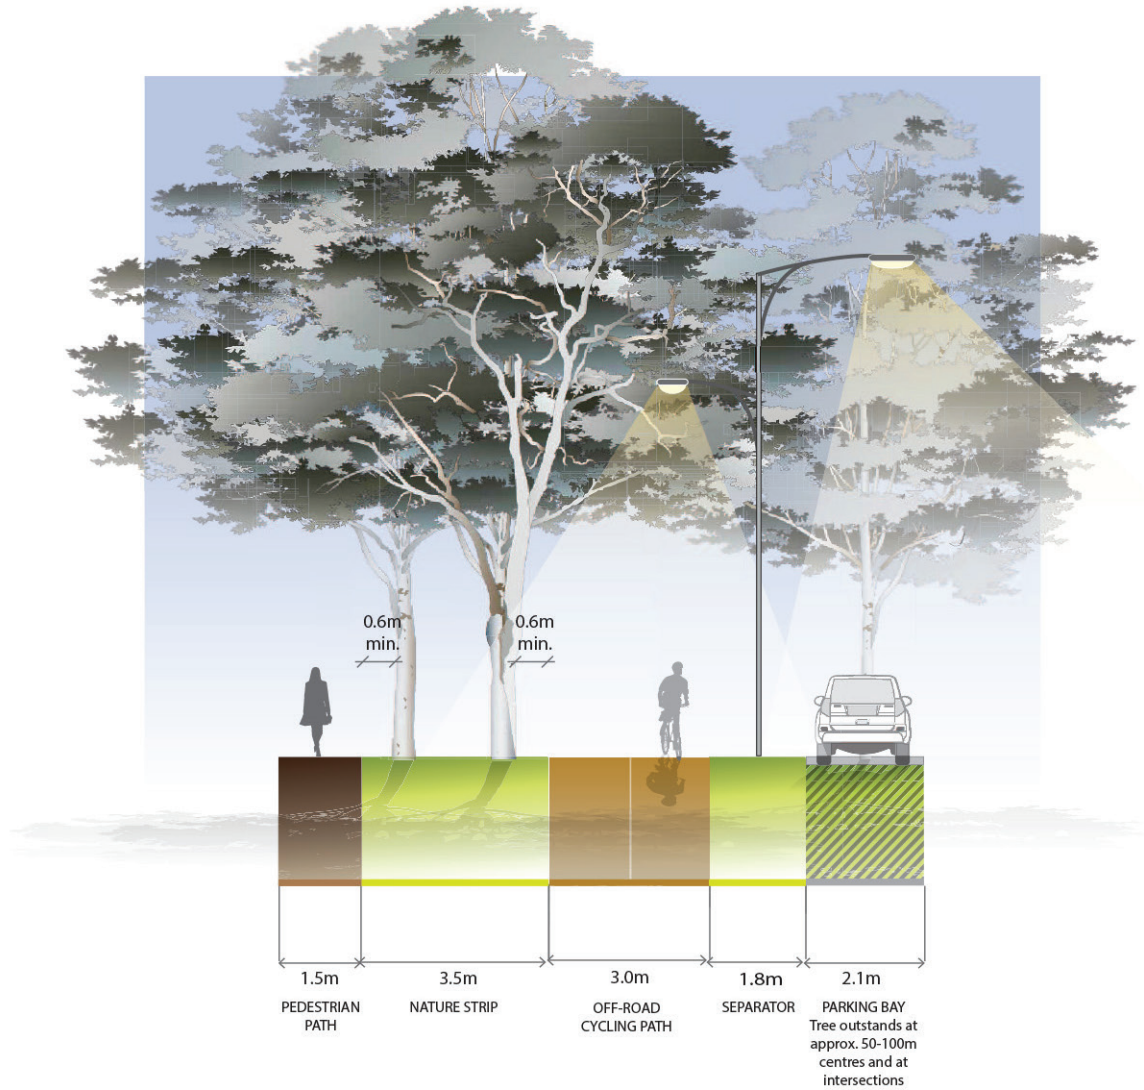 0.6m
min.
0.6m
min.
1.5m
3.5m
3.0m
1.8m
2.1m
PEDESTRIAN
PATH
NATURE STRIP
OFF-ROAD
CYCLING PATH
SEPARATOR
PARKING BAY
Tree outstands at
approx. 50-100m
centres and at
intersections